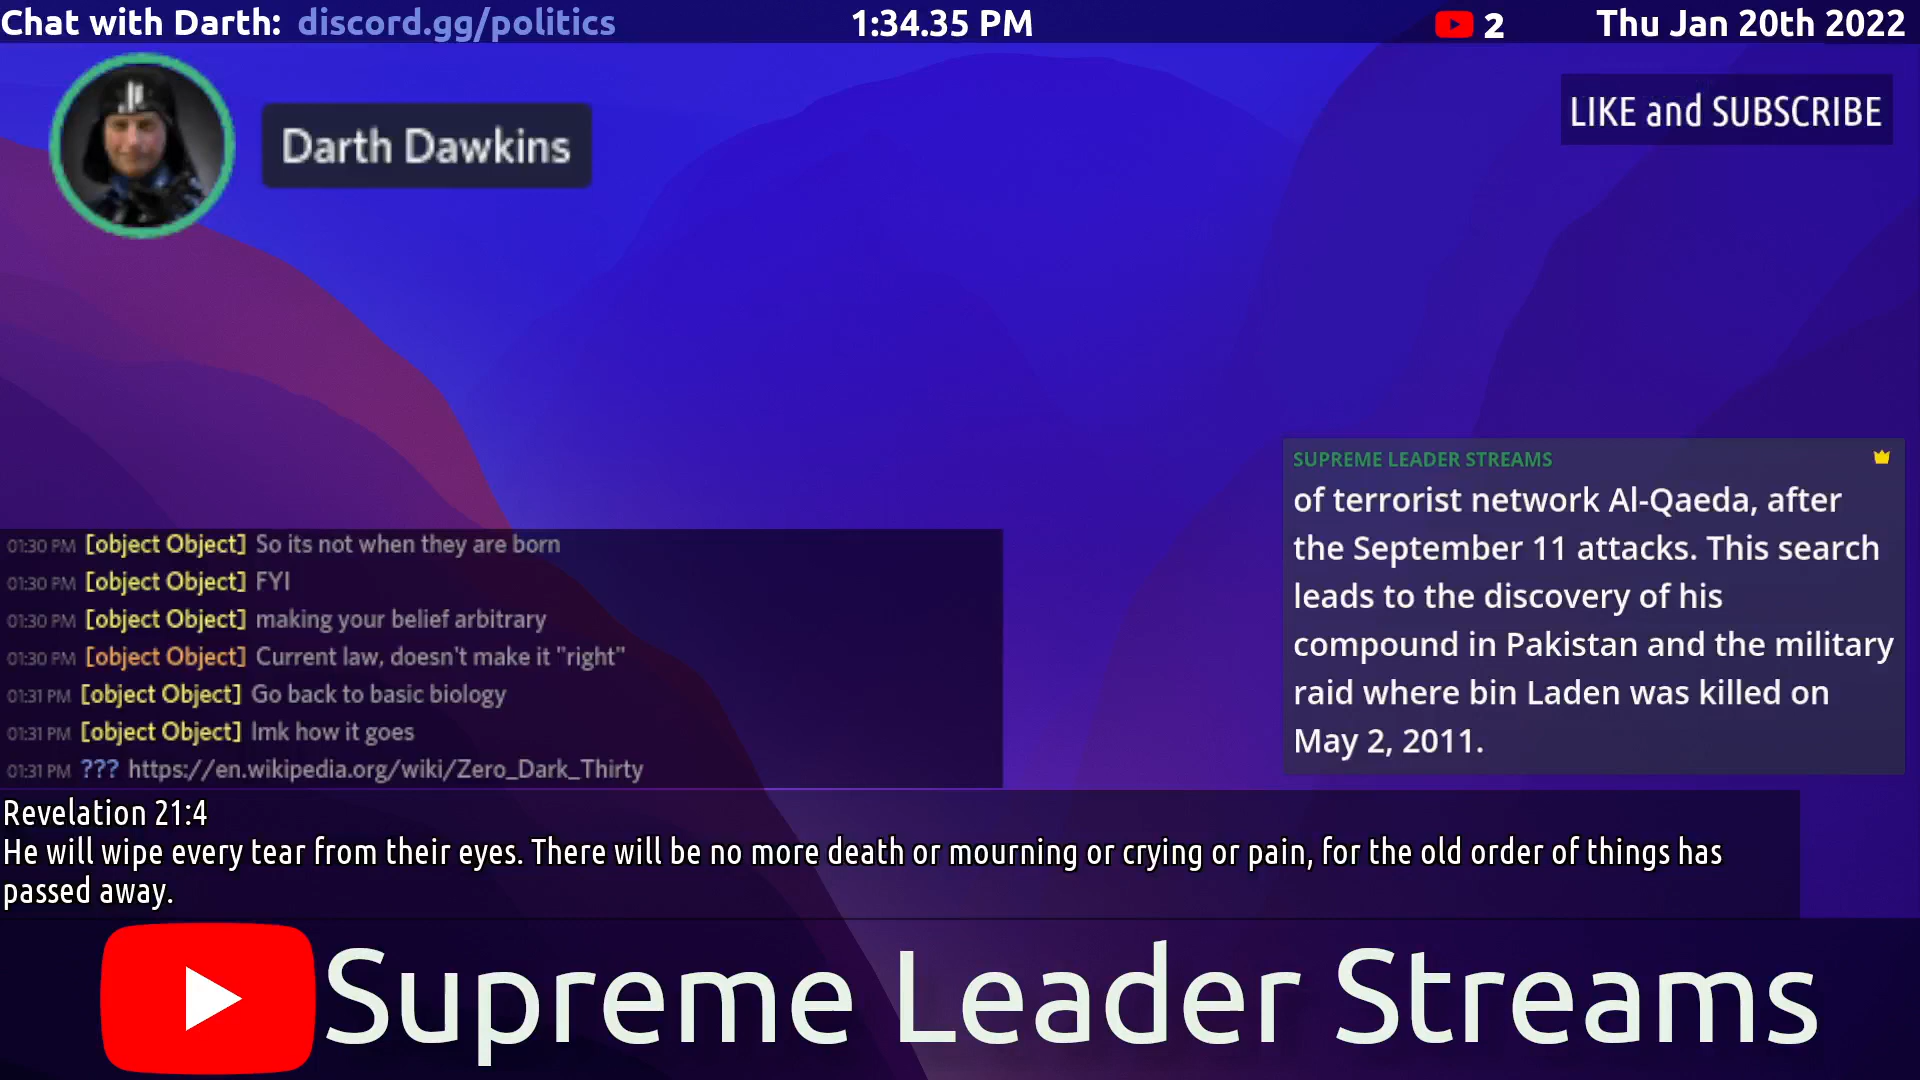 Chat with Darth: discord.gg/politics 1:34.35 PM 2 Thu Jan 20th 2022
Darth Dawkins
LIKE and SUBSCRIBE
SUPREME LEADER STREAMS
of terrorist network Al-Qaeda, after
the September 11 attacks. This search
leads to the discovery of his
compound in Pakistan and the military
raid where bin Laden was killed on
May 2, 2011.
01:30 PM [object Object] So its not when they are born
01:30 PM [object Object] FYI
01:30 PM [object Object] making your belief arbitrary
01:30 PM [object Object] Current law, doesn't make it "right"
01:31 PM [object Object] Go back to basic biology
01:31 PM [object Object] lmk how it goes
01:31 PM ??? https://en.wikipedia.org/wiki/Zero_Dark_Thirty
Revelation 21:4
He will wipe every tear from their eyes. There will be no more death or mourning or crying or pain, for the old order of things has
passed away.
Supreme Leader Streams